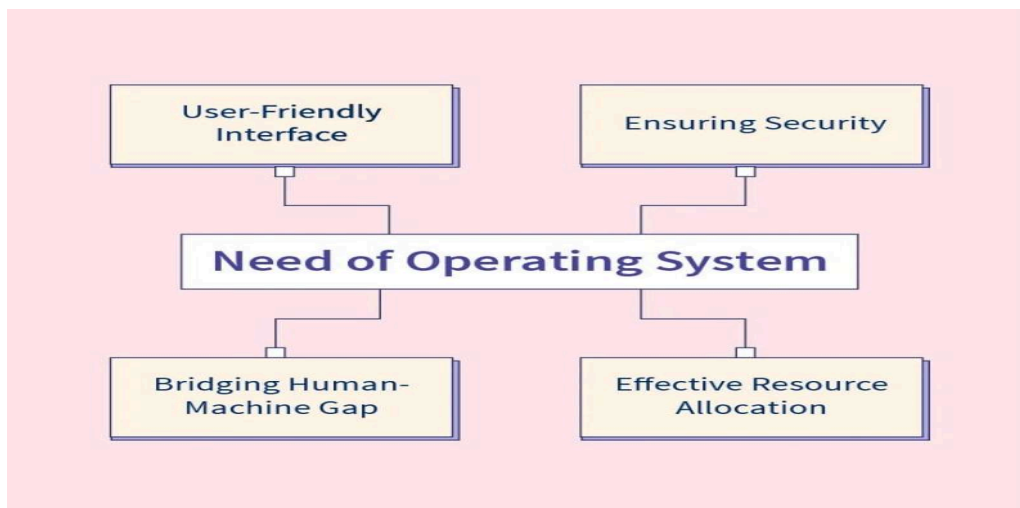 User-Friendly
Interface
Ensuring Security
Need of Operating System
Bridging Human-
Machine Gap
Effective Resource
Allocation